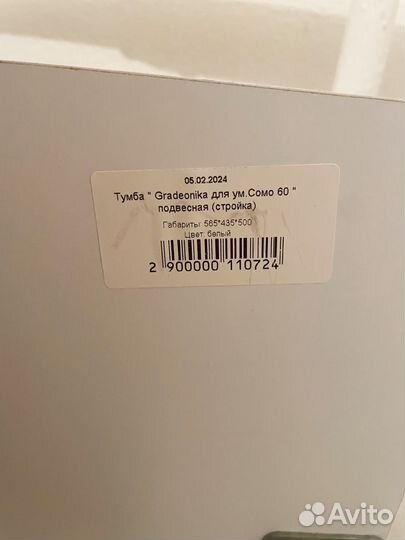 05.02.2024
Тумба " Gradeonika для ум.Сомо 60 "
подвесная (стройка)
Габариты: 565*435*500
Цвет: белый
2 900000 110724
Avito